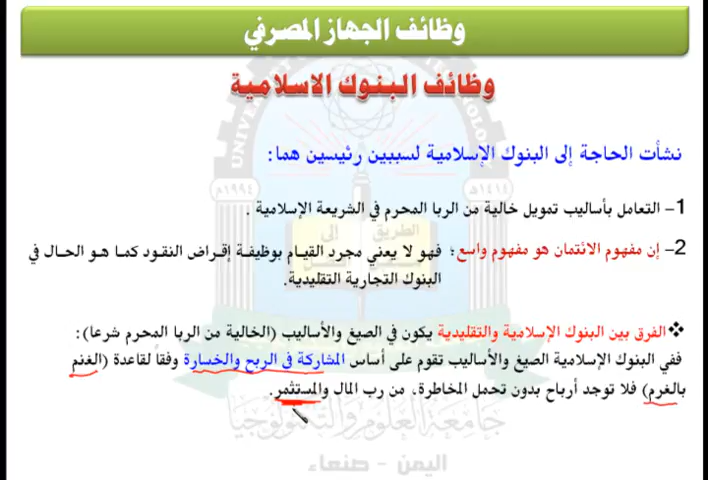 وظائف الجهاز المصرفي
وظائف البنوك الاسلامية
نشأت الحاجة إلى البنوك الإسلامية لسببين رئيسين هما:
1- التعامل بأساليب تمويل خالية من الربا المحرم في الشريعة الإسلامية .
2- إن مفهوم الائتمان هو مفهوم واسع؛ فهو لا يعني مجرد القيام بوظيفة إقراض النقود كما هو الحال في
البنوك التجارية التقليدية.
❖ الفرق بين البنوك الإسلامية والتقليدية يكون في الصيغ والأساليب (الخالية من الربا المحرم شرعا):
ففي البنوك الإسلامية الصيغ والأساليب تقوم على أساس المشاركة في الربح والخسارة وفقا لقاعدة (الغنم
بالغرم) فلا توجد أرباح بدون تحمل المخاطرة، من رب المال والمستثمر.
جامعة العلوم والتكنولوجيا
اليمن - صنعاء